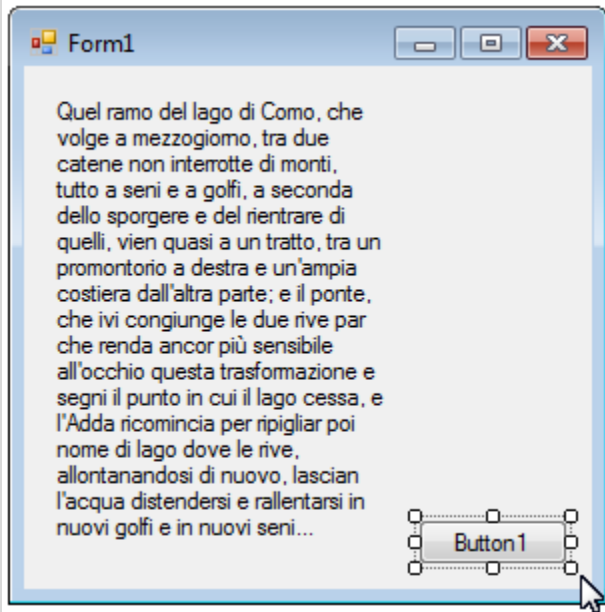 Form1
Quel ramo del lago di Como, che
volge a mezzogiorno, tra due
catene non interrotte di monti,
tutto a seni e a golfi, a seconda
dello sporgere e del rientrare di
quelli, vien quasi a un tratto, tra un
promontorio a destra e un'ampia
costiera dall'altra parte; e il ponte,
che ivi congiunge le due rive par
che renda ancor più sensibile
all'occhio questa trasformazione e
segni il punto in cui il lago cessa, e
l'Adda ricomincia per ripigliar poi
nome di lago dove le rive,
allontanandosi di nuovo, lascian
l'acqua distendersi e rallentarsi in
nuovi golfi e in nuovi seni...
Button1